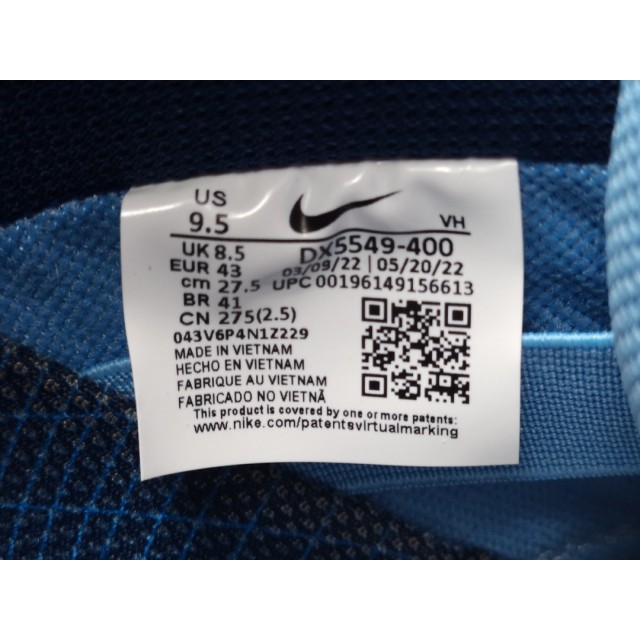 US
9.5
VH
UK 8.5
DX5549-400
EUR 43
03/09/22 | 05/20/22
cm 27.5
UPC 00196149156613
BR 41
CN 275(2.5)
043V6P4N1Z229
MADE IN VIETNAM
HECHO EN VIETNAM
FABRIQUE AU VIETNAM
FABRICADO NO VIETNÃ
This product is covered by one or more patents:
www.nike.com/patentsvirtualmarking